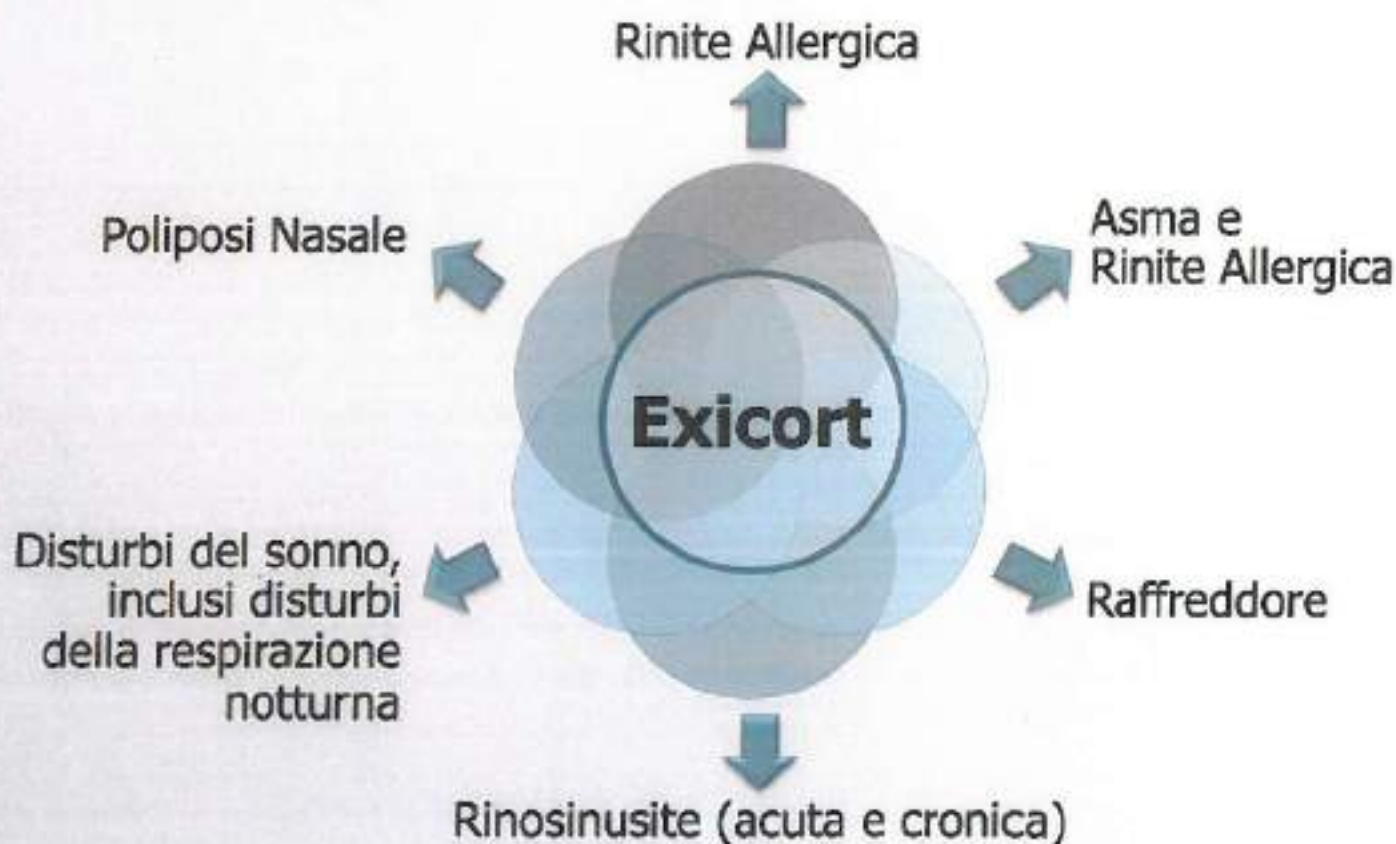 Rinite Allergica
Poliposi Nasale
Asma e
Rinite Allergica
Exicort
Disturbi del sonno,
inclusi disturbi
della respirazione
notturna
Raffreddore
Rinosinusite (acuta e cronica)